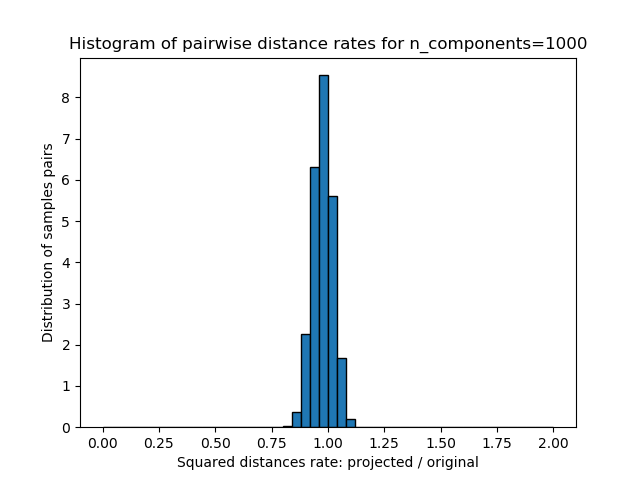 Histogram of pairwise distance rates for n_components=1000
Distribution of samples pairs
8
7
6
5
4
3
2
1
0
0.00 0.25 0.50 0.75 1.00 1.25 1.50 1.75 2.00
Squared distances rate: projected / original